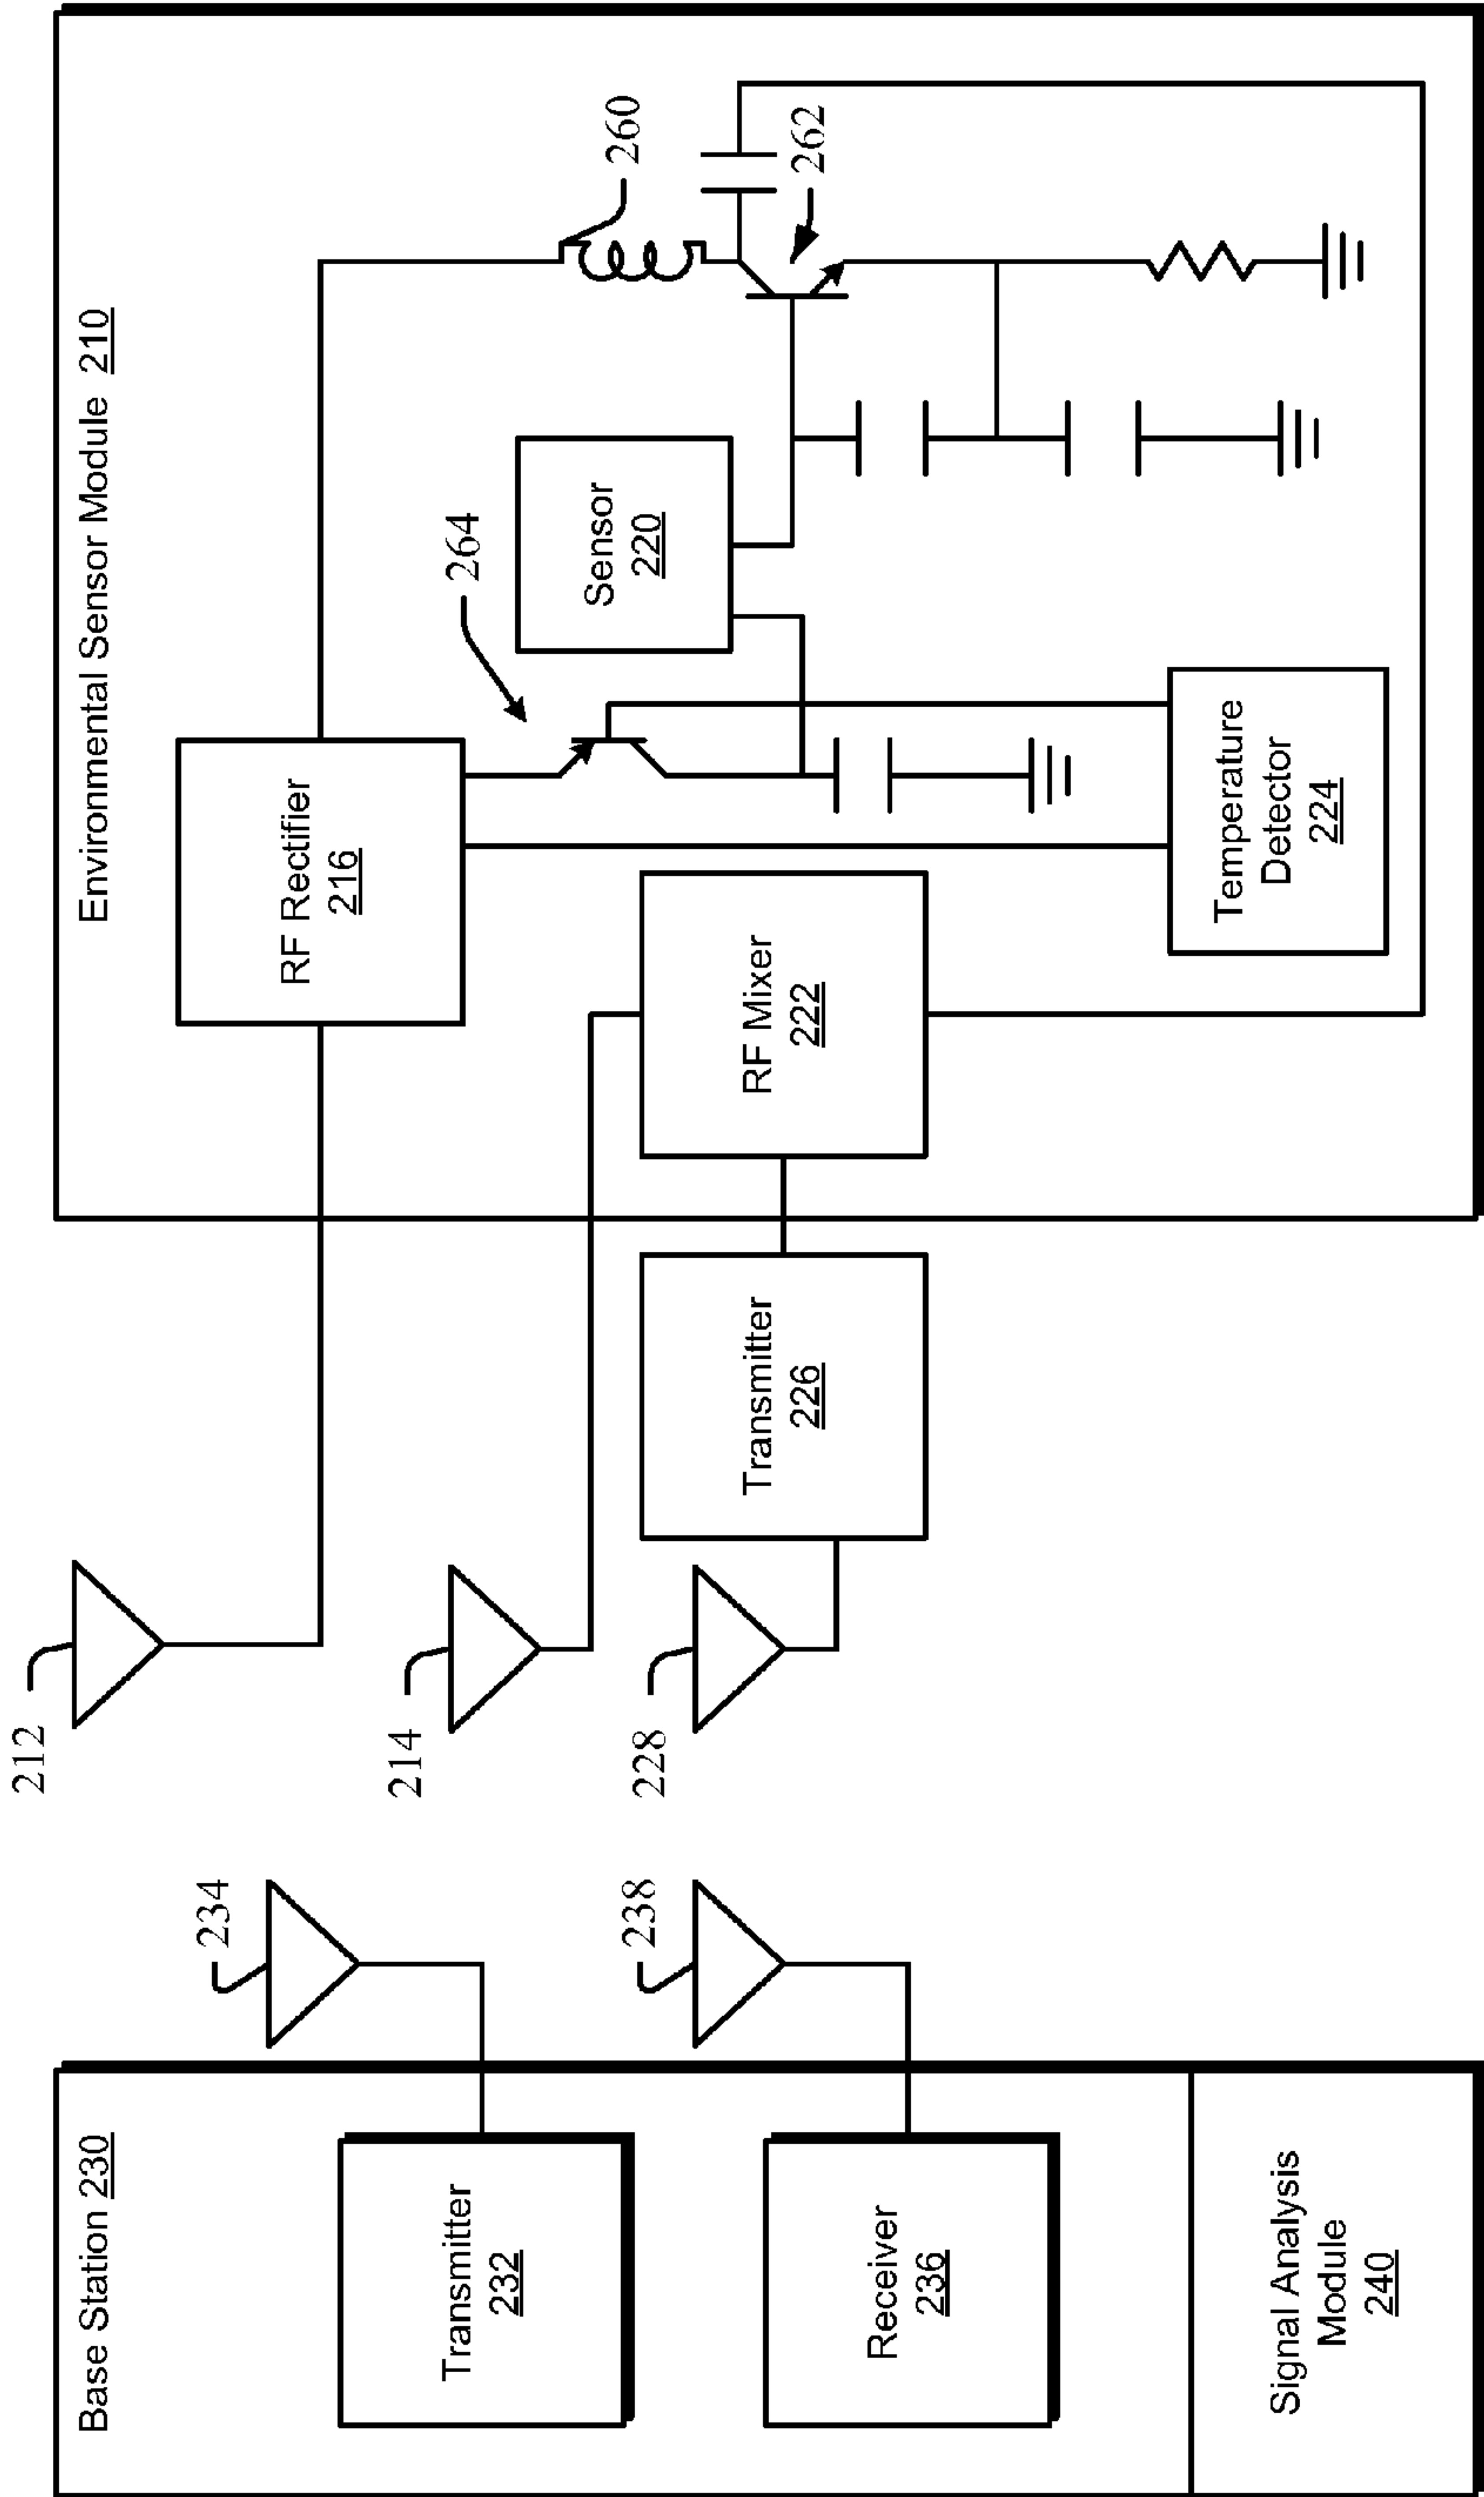 Base Station 230
Transmitter
232
Receiver
236
Signal Analysis
Module
240
234
238
212
214
228
Transmitter
226
Environmental Sensor Module 210
RF Rectifier
216
RF Mixer
222
Temperature
Detector
224
264
Sensor
220
260
262